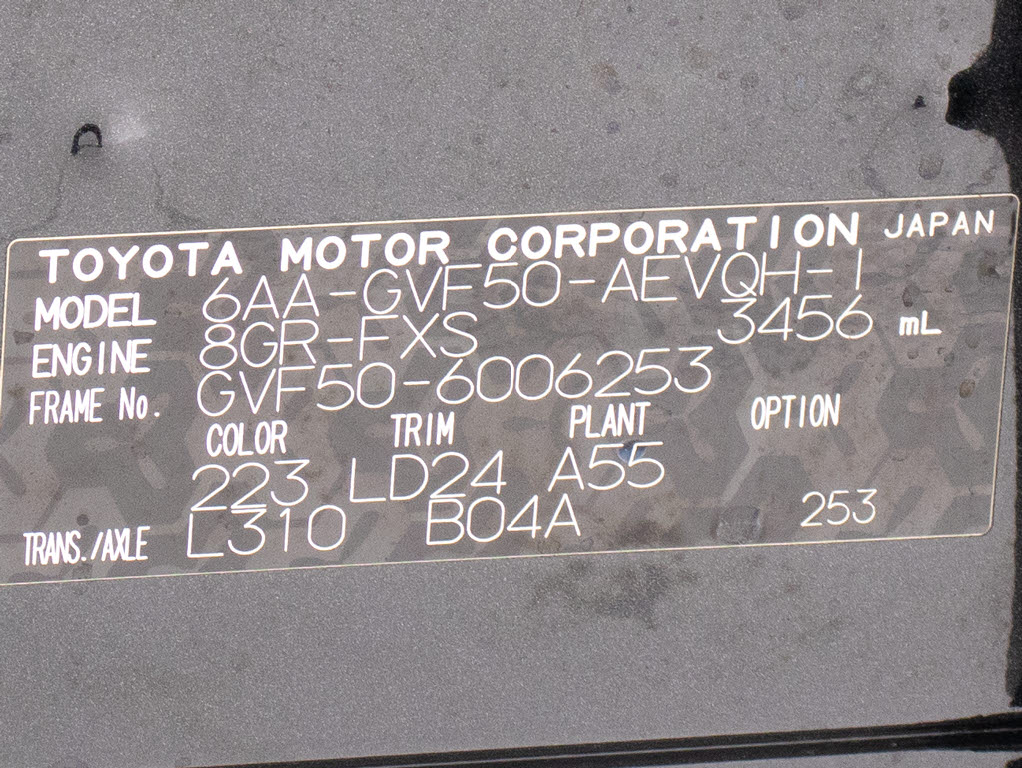 TOYOTA MOTOR CORPORATION JAPAN
MODEL 6AA-GVF50-AEVQH-I
ENGINE 8GR-FXS 3456 mL
FRAME No. GVF50-6006253
COLOR TRIM PLANT OPTION
223 LD24 A55
TRANS./AXLE L310 B04A 253